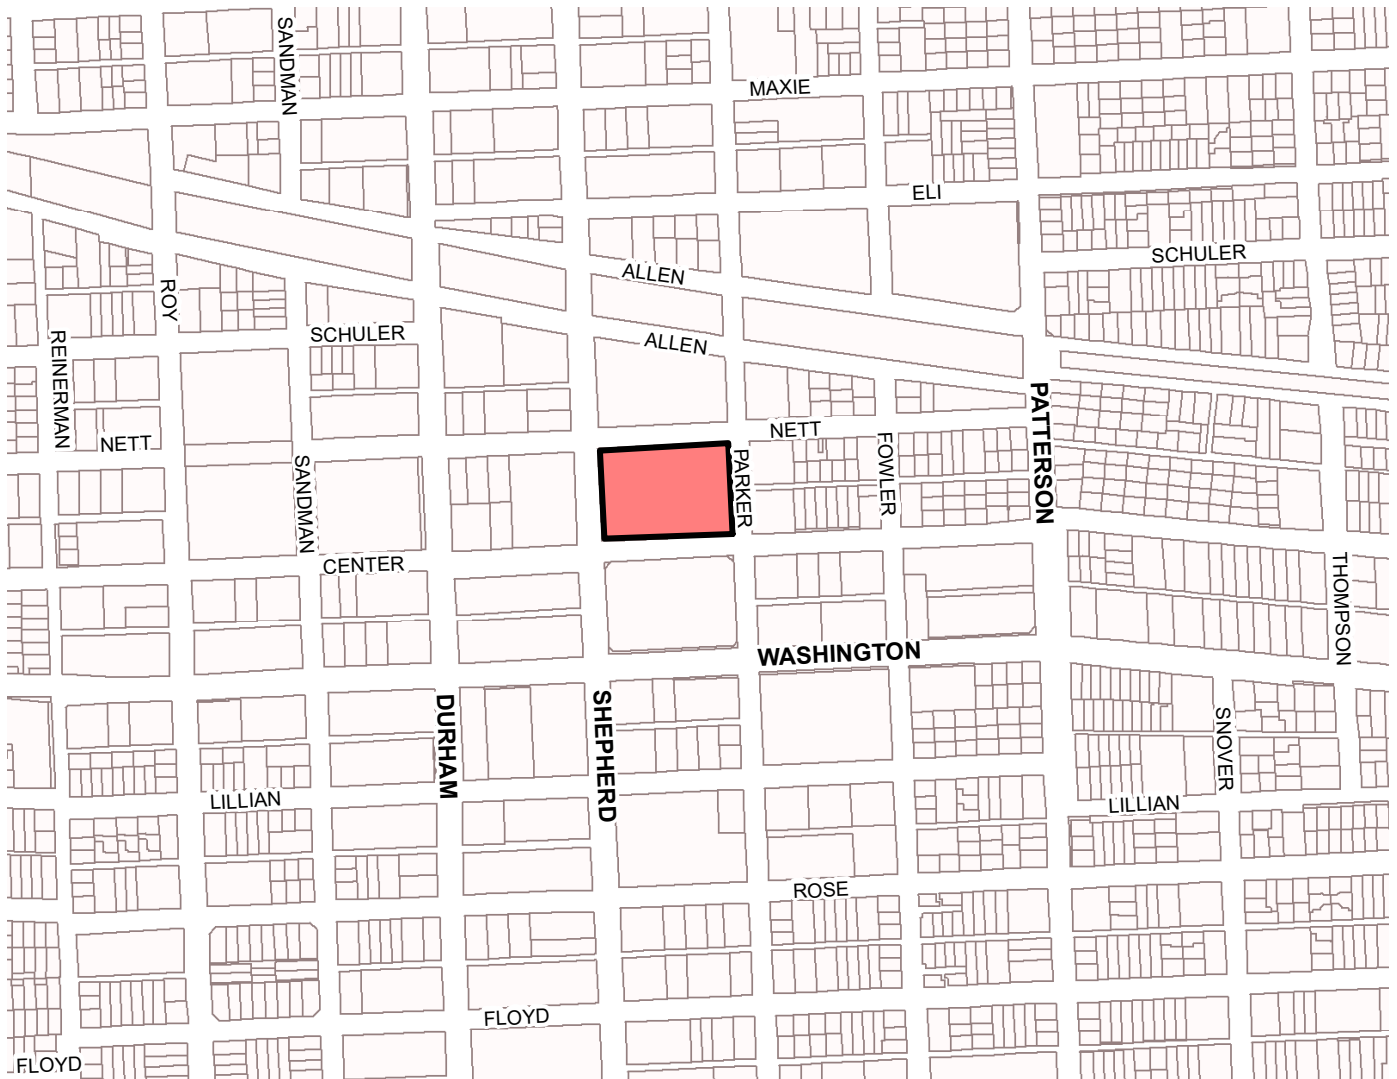 SANDMAN
MAXIE
ELI
SCHULER
ALLEN
ROY
SCHULER
ALLEN
REINERMAN
PATTERSON
NETT
NETT
FOWLER
PARKER
SANDMAN
CENTER
THOMPSON
WASHINGTON
DURHAM
SHEPHERD
SNOVER
LILLIAN
LILLIAN
ROSE
FLOYD
FLOYD